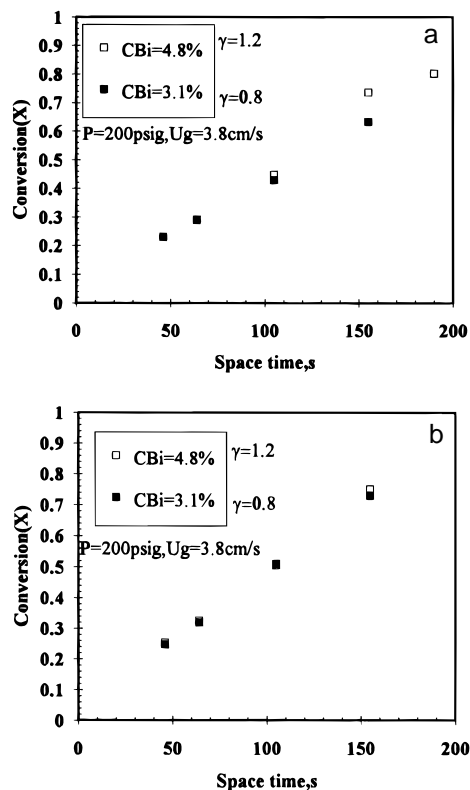 a
1
0.9
0.8
0.7
0.6
0.5
0.4
0.3
0.2
0.1
0
Conversion(X)
CBi=4.8%
γ=1.2
CBi=3.1%
γ=0.8
P=200psig,Ug=3.8cm/s
0 50 100 150 200
Space time,s
b
1
0.9
0.8
0.7
0.6
0.5
0.4
0.3
0.2
0.1
0
Conversion(X)
CBi=4.8%
γ=1.2
CBi=3.1%
γ=0.8
P=200psig,Ug=3.8cm/s
0 50 100 150 200
Space time,s